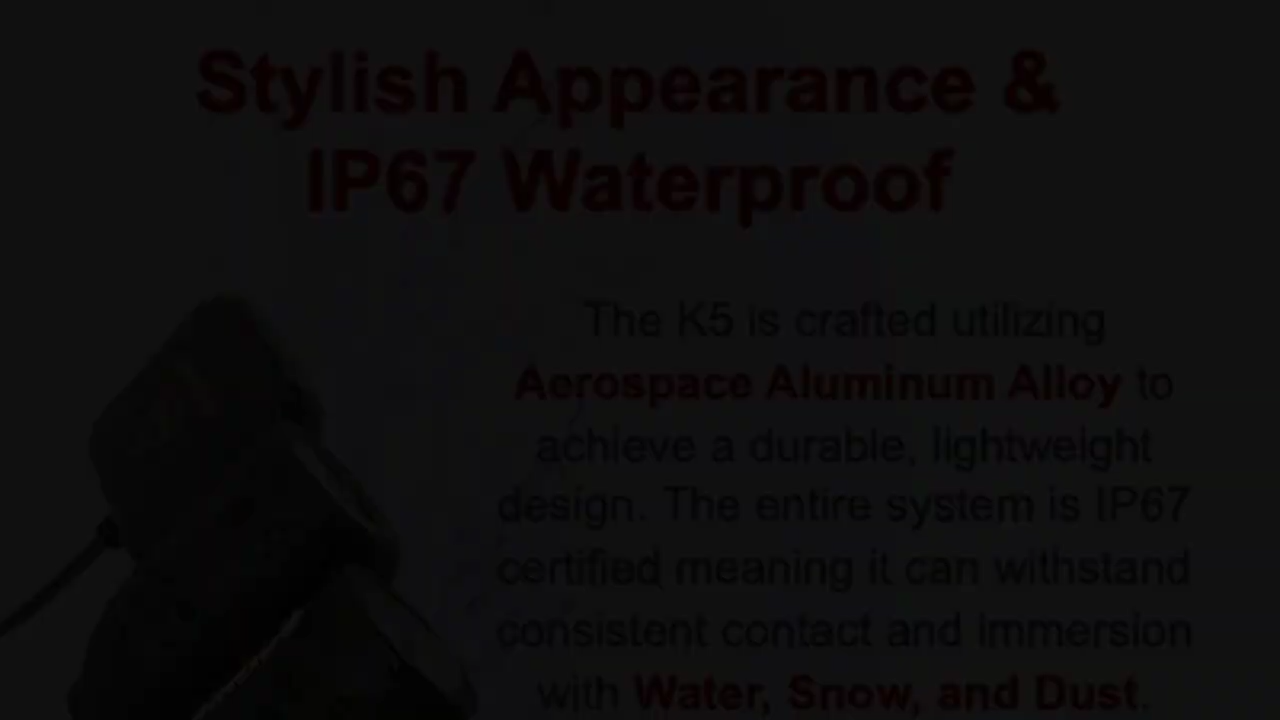 Stylish Appearance &
IP67 Waterproof
The K5 is crafted utilizing
Aerospace Aluminum Alloy to
achieve a durable, lightweight
design. The entire system is IP67
certified meaning it can withstand
consistent contact and immersion
with Water, Snow, and Dust.